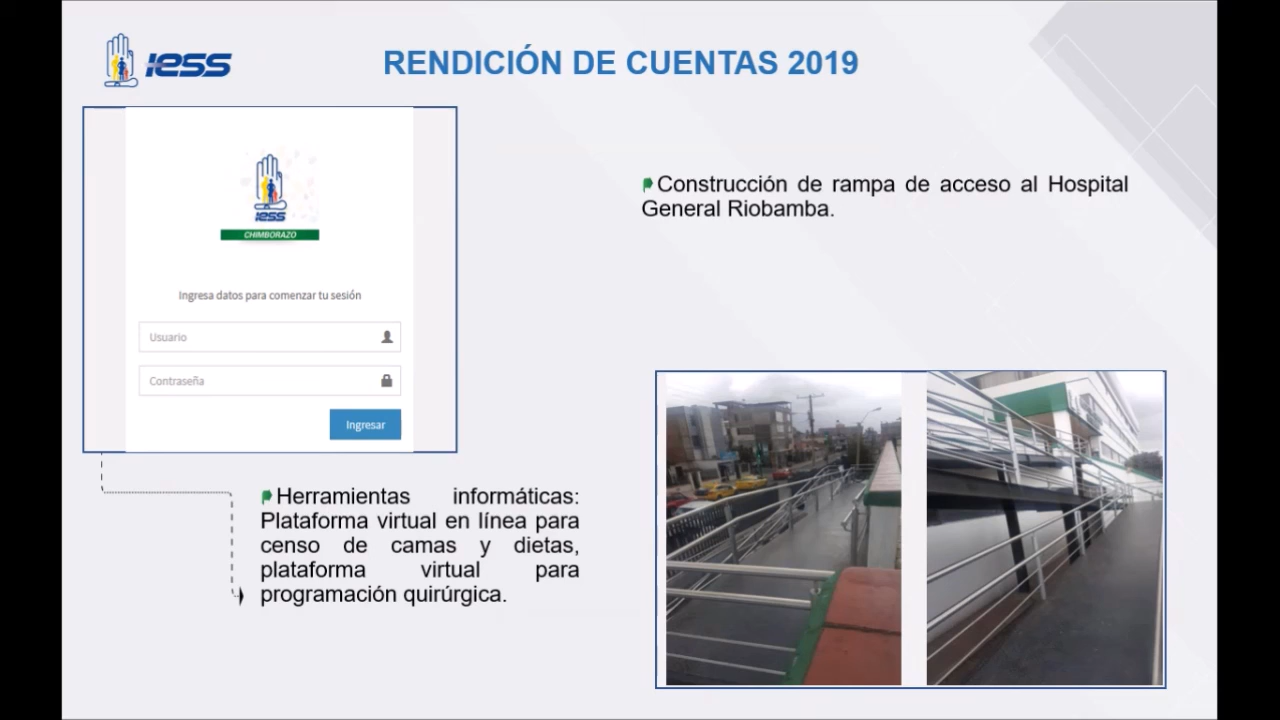 IESS
RENDICIÓN DE CUENTAS 2019
IESS
CHIMBORAZO
Ingresa datos para comenzar tu sesión
Usuario
Contraseña
Ingresar
Construcción de rampa de acceso al Hospital
General Riobamba.
Herramientas informáticas:
Plataforma virtual en línea para
censo de camas y dietas,
plataforma virtual para
programación quirúrgica.